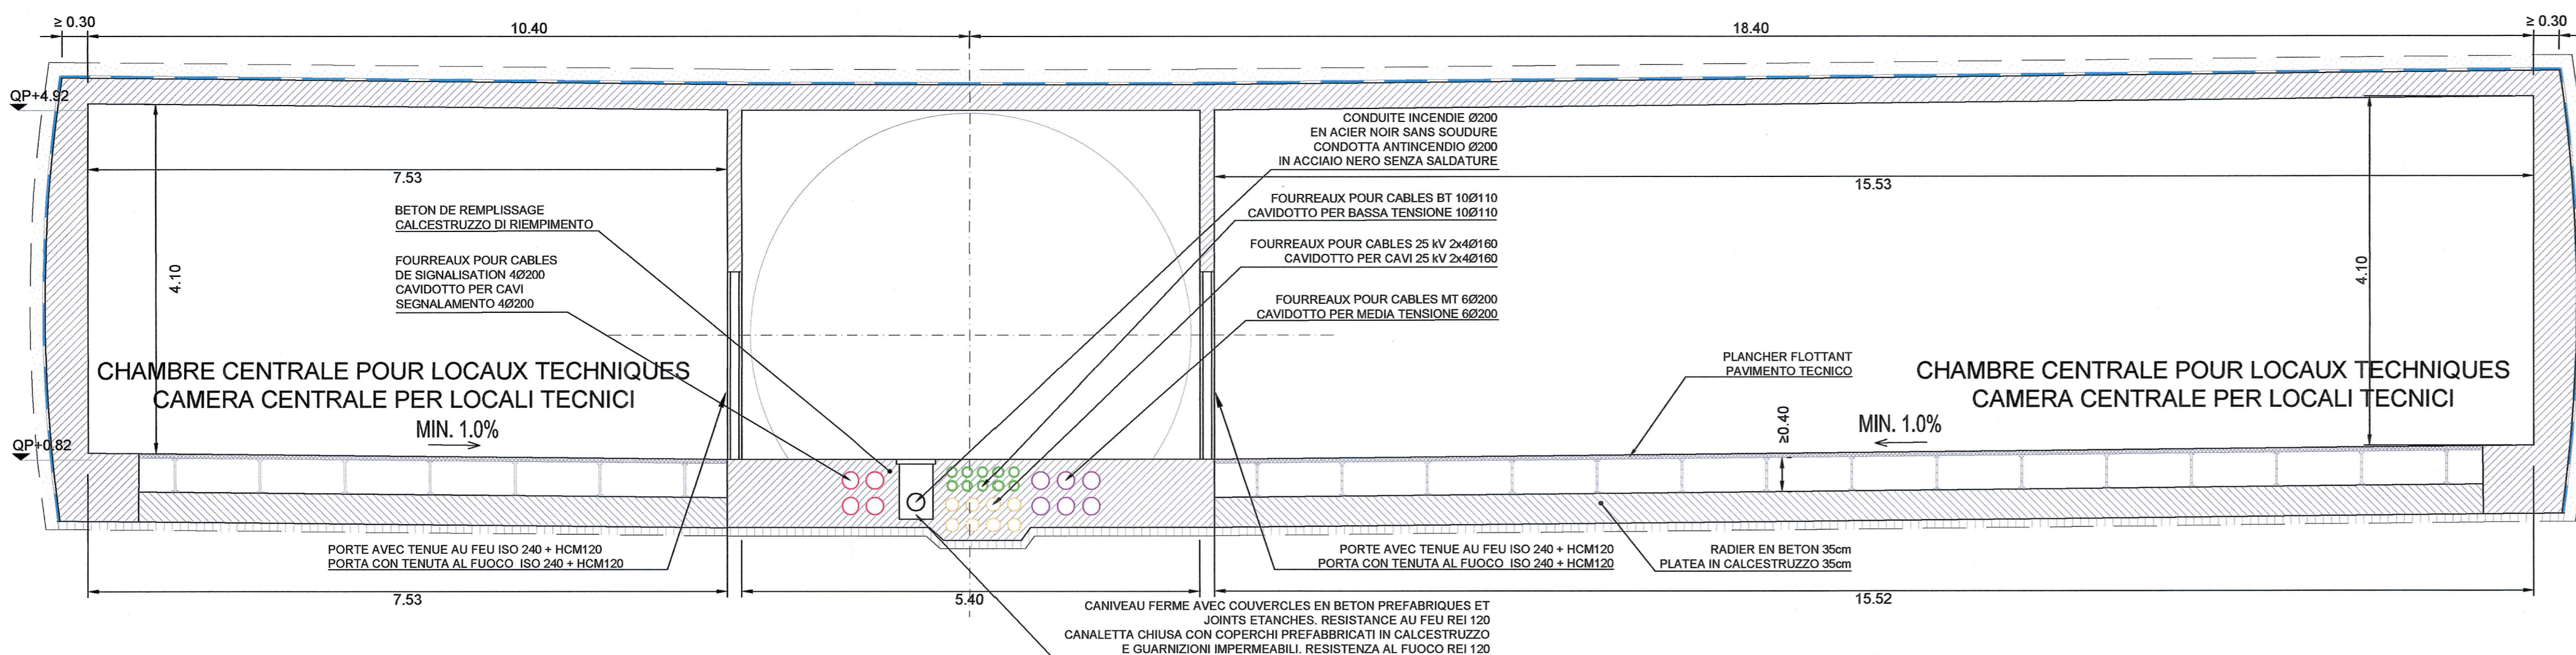 ≥ 0.30
10.40
18.40
≥ 0.30
QP+4.92
CONDUITE INCENDIE Ø200
EN ACIER NOIR SANS SOUDURE
CONDOTTA ANTINCENDIO Ø200
IN ACCIAIO NERO SENZA SALDATURE
7.53
15.53
FOURREAUX POUR CABLES BT 10Ø110
CAVIDOTTO PER BASSA TENSIONE 10Ø110
BETON DE REMPLISSAGE
CALCESTRUZZO DI RIEMPIMENTO
FOURREAUX POUR CABLES 25 kV 2x4Ø160
CAVIDOTTO PER CAVI 25 kV 2x4Ø160
FOURREAUX POUR CABLES
DE SIGNALISATION 4Ø200
CAVIDOTTO PER CAVI
SEGNALAMENTO 4Ø200
4.10
4.10
FOURREAUX POUR CABLES MT 6Ø200
CAVIDOTTO PER MEDIA TENSIONE 6Ø200
CHAMBRE CENTRALE POUR LOCAUX TECHNIQUES
CAMERA CENTRALE PER LOCALI TECNICI
MIN. 1.0%
PLANCHER FLOTTANT
PAVIMENTO TECNICO
CHAMBRE CENTRALE POUR LOCAUX TECHNIQUES
CAMERA CENTRALE PER LOCALI TECNICI
MIN. 1.0%
≥0.40
QP+0.82
PORTE AVEC TENUE AU FEU ISO 240 + HCM120
PORTA CON TENUTA AL FUOCO ISO 240 + HCM120
PORTE AVEC TENUE AU FEU ISO 240 + HCM120
PORTA CON TENUTA AL FUOCO ISO 240 + HCM120
RADIER EN BETON 35cm
PLATEA IN CALCESTRUZZO 35cm
7.53
5.40
15.52
CANIVEAU FERME AVEC COUVERCLES EN BETON PREFABRIQUES ET
JOINTS ETANCHES. RESISTANCE AU FEU REI 120
CANALETTA CHIUSA CON COPERCHI PREFABBRICATI IN CALCESTRUZZO
E GUARNIZIONI IMPERMEABILI. RESISTENZA AL FUOCO REI 120